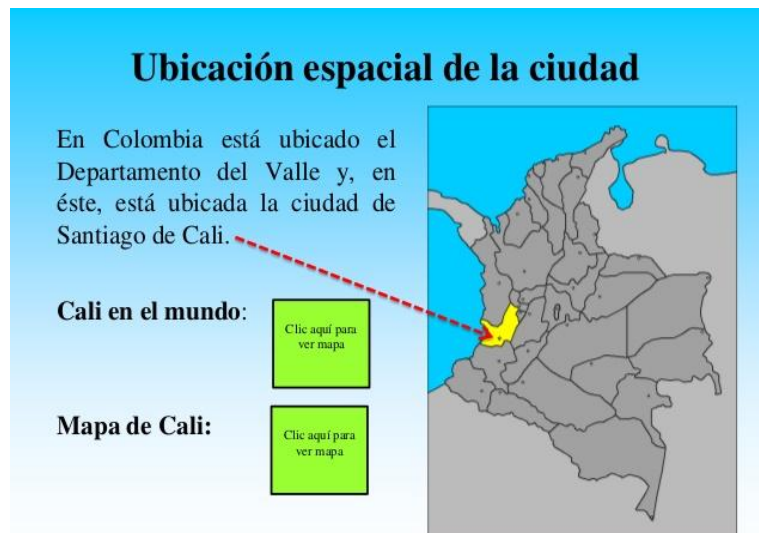 Ubicación espacial de la ciudad
En Colombia está ubicado el
Departamento del Valle y, en
éste, está ubicada la ciudad de
Santiago de Cali.
Cali en el mundo:
Clic aquí para
ver mapa
Mapa de Cali:
Clic aquí para
ver mapa